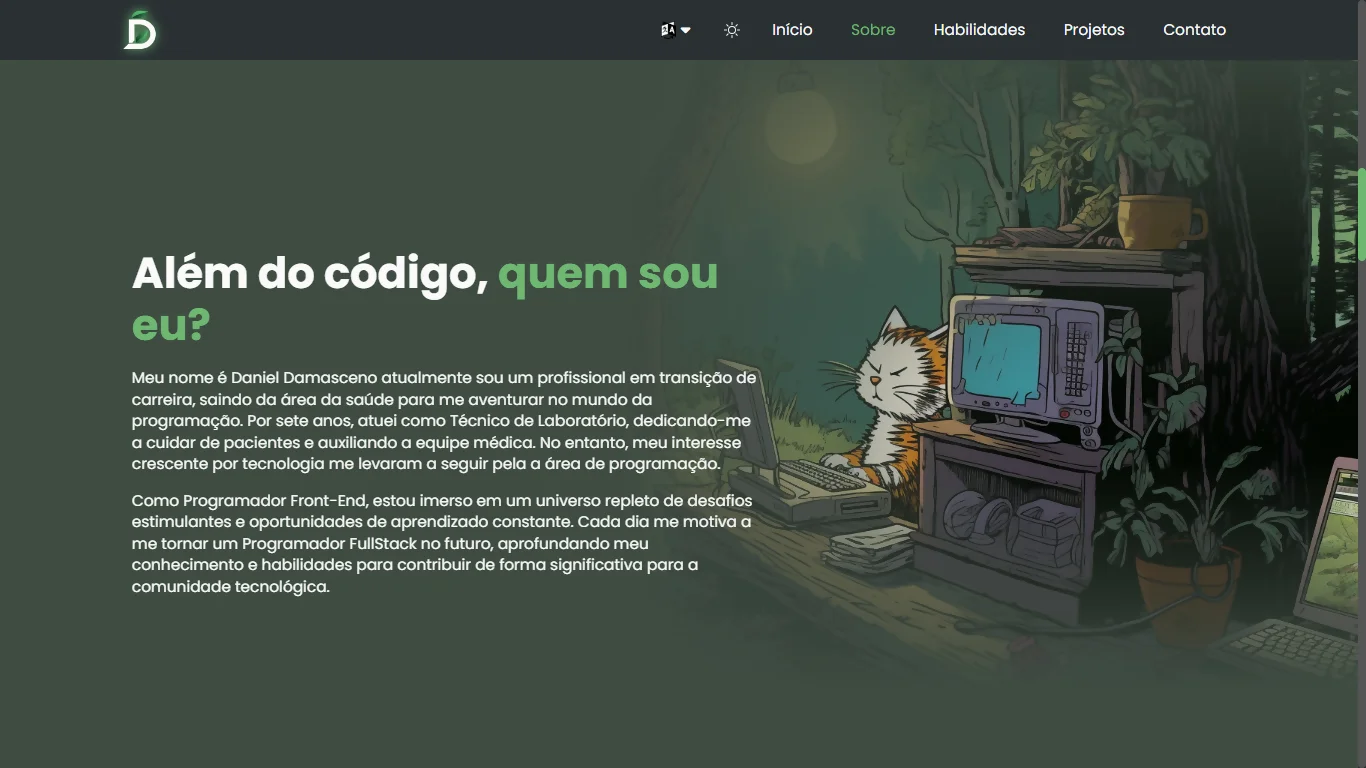 D
Início
Sobre
Habilidades
Projetos
Contato
Além do código, quem sou
eu?
Meu nome é Daniel Damasceno atualmente sou um profissional em transição de
carreira, saindo da área da saúde para me aventurar no mundo da
programação. Por sete anos, atuei como Técnico de Laboratório, dedicando-me
a cuidar de pacientes e auxiliando a equipe médica. No entanto, meu interesse
crescente por tecnologia me levaram a seguir pela a área de programação.
Como Programador Front-End, estou imerso em um universo repleto de desafios
estimulantes e oportunidades de aprendizado constante. Cada dia me motiva a
me tornar um Programador FullStack no futuro, aprofundando meu
conhecimento e habilidades para contribuir de forma significativa para a
comunidade tecnológica.